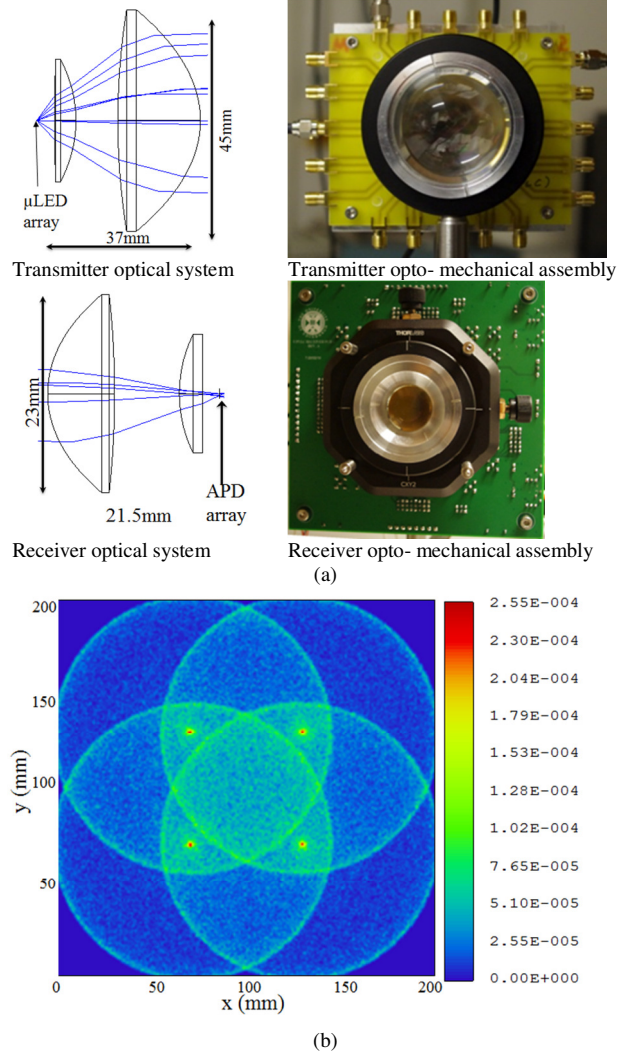 45mm
µLED
array
37mm
Transmitter optical system
Transmitter opto- mechanical assembly
23mm
21.5mm
APD
array
THORLABS
CXY2
Receiver optical system
Receiver opto- mechanical assembly
(a)
y (mm)
200
150
100
50
0
50
100
150
200
x (mm)
2.55E-004
2.30E-004
2.04E-004
1.79E-004
1.53E-004
1.28E-004
1.02E-004
7.65E-005
5.10E-005
2.55E-005
0.00E+000
(b)